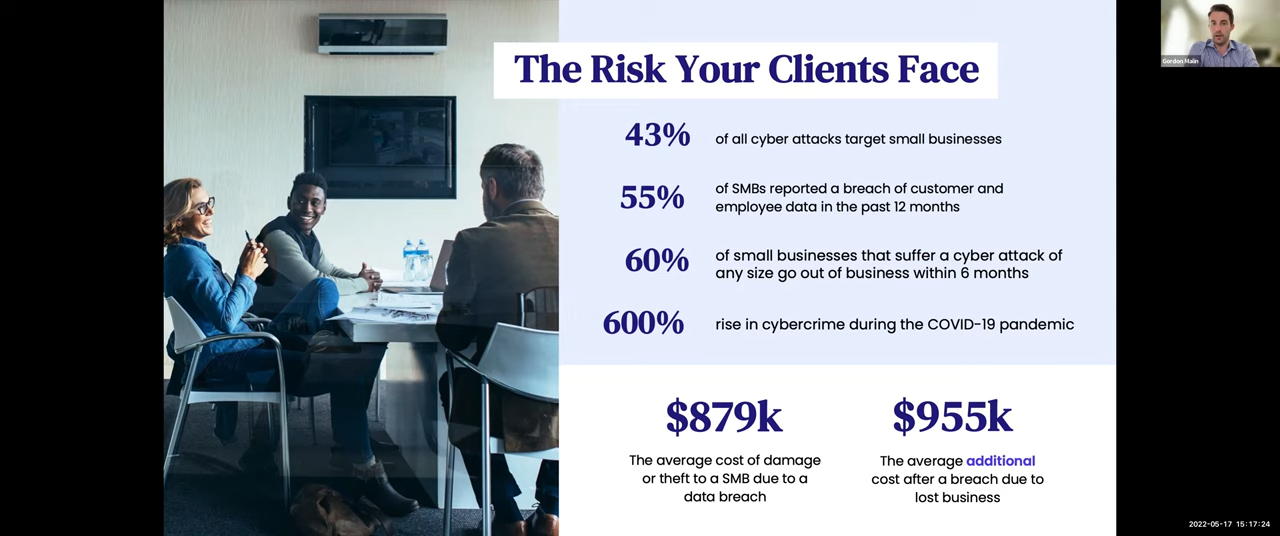 The Risk Your Clients Face
43%
of all cyber attacks target small businesses
55%
of SMBs reported a breach of customer and
employee data in the past 12 months
60%
of small businesses that suffer a cyber attack of
any size go out of business within 6 months
600%
rise in cybercrime during the COVID-19 pandemic
$879k
The average cost of damage
or theft to a SMB due to a
data breach
$955k
The average additional
cost after a breach due to
lost business
Gordon Malin
2022-05-17 15:17:24